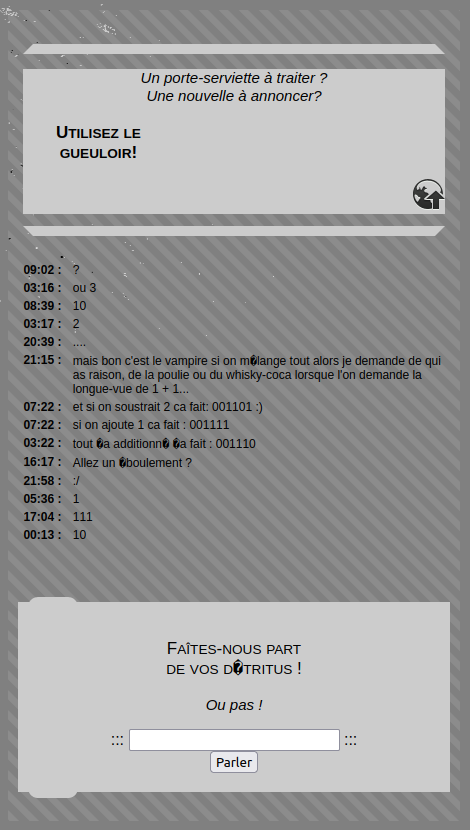 Un porte-serviette à traiter ?
Une nouvelle à annoncer?
Utilisez le
gueuloir!
09:02 : ? .
03:16 : ou 3
08:39 : 10
03:17 : 2
20:39 : ....
21:15 : mais bon c'est le vampire si on m�lange tout alors je demande de qui
as raison, de la poulie ou du whisky-coca lorsque l'on demande la
longue-vue de 1 + 1...
07:22 : et si on soustrait 2 ca fait: 001101 :)
07:22 : si on ajoute 1 ca fait : 001111
03:22 : tout �a additionn� �a fait : 001110
16:17 : Allez un �boulement ?
21:58 : :/
05:36 : 1
17:04 : 111
00:13 : 10
Faîtes-nous part
de vos d�tritus !
Ou pas !
::: :::
Parler